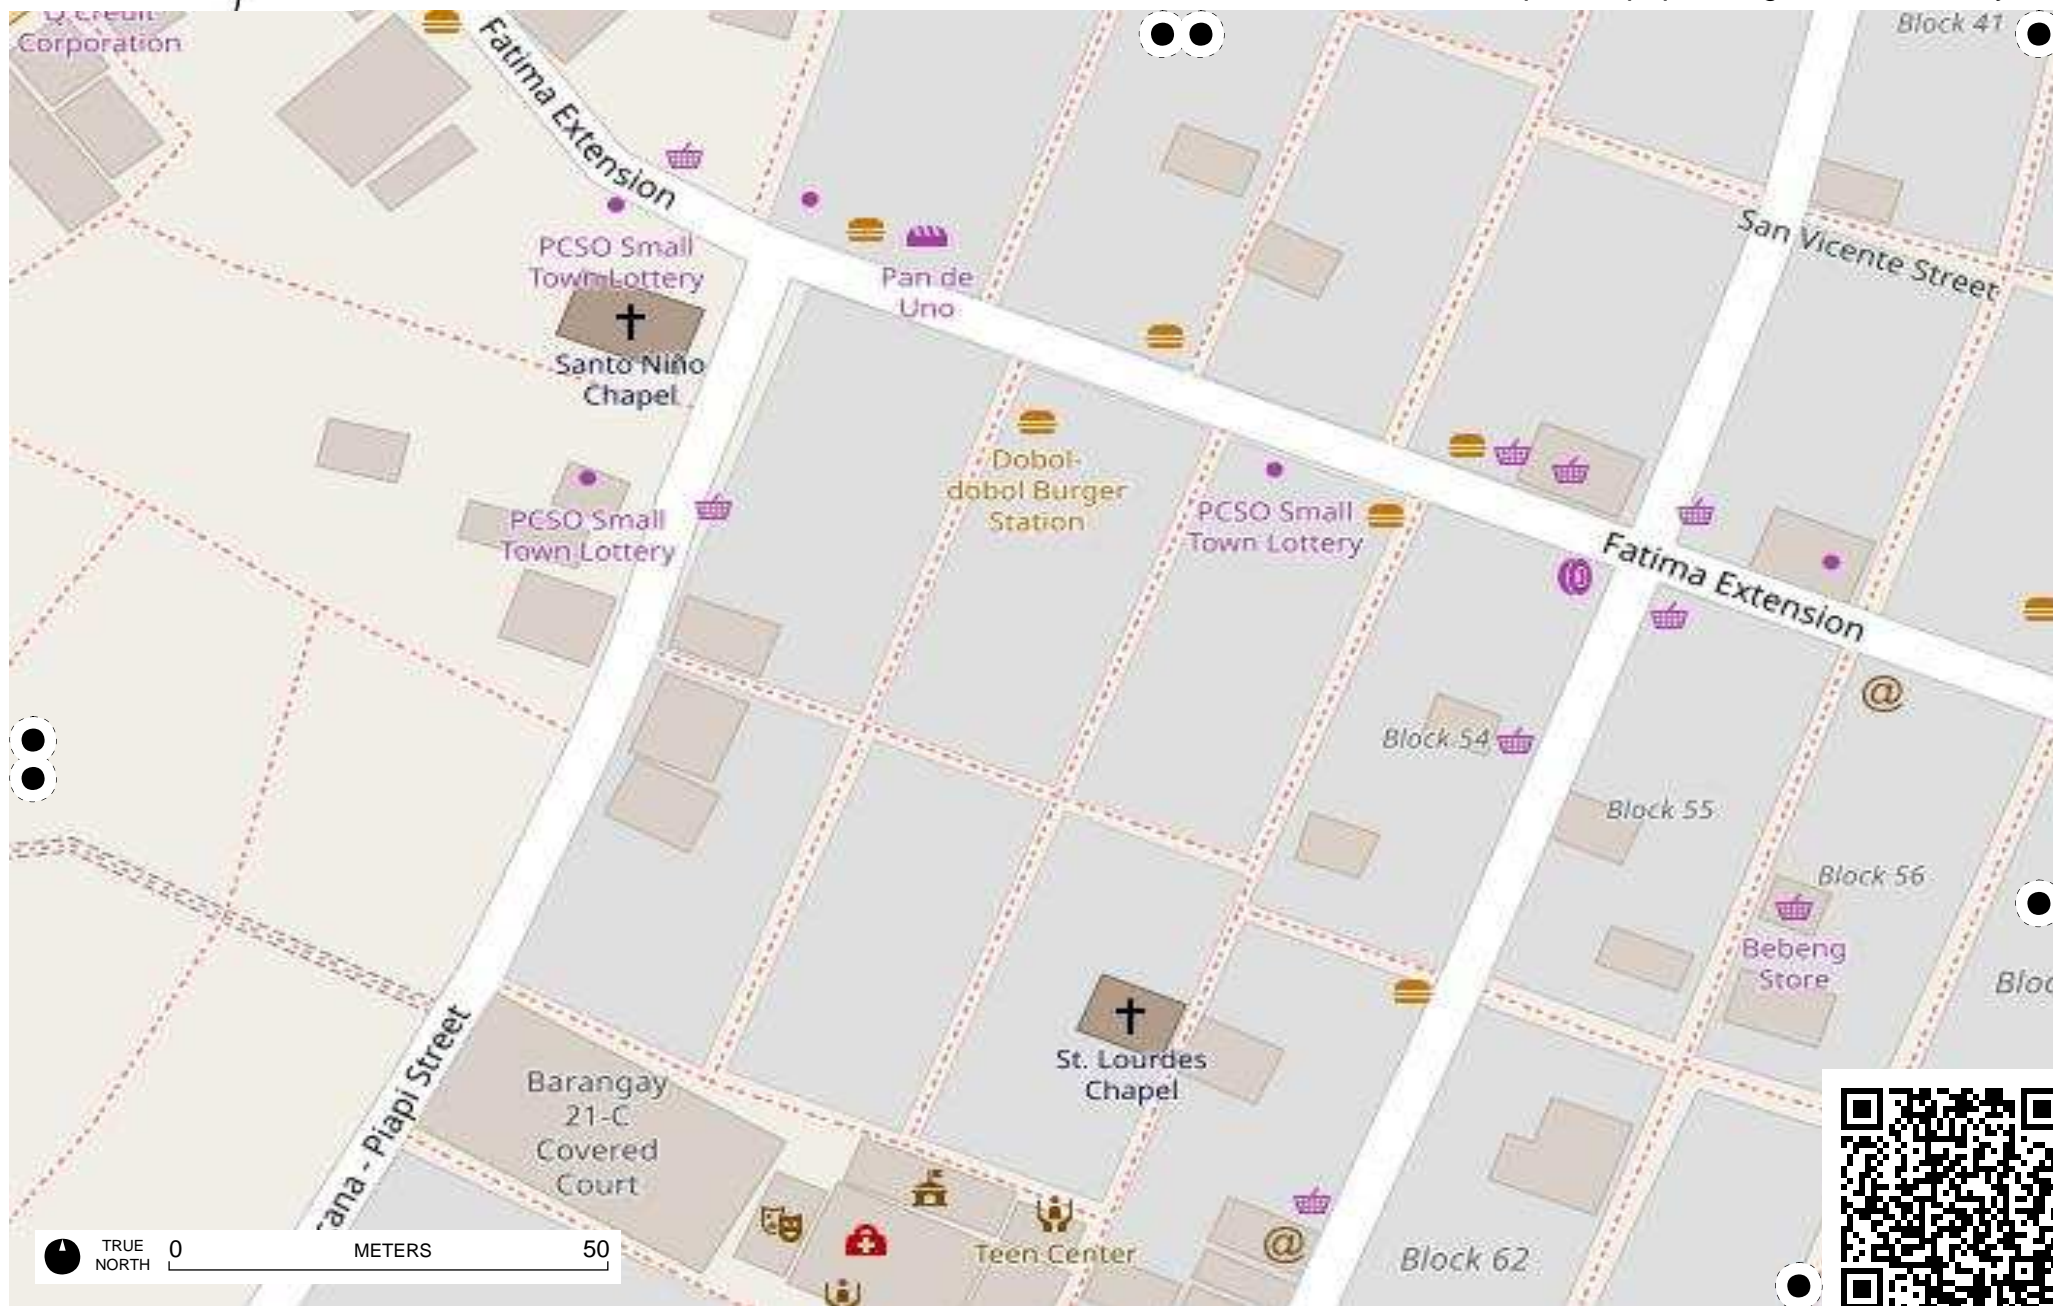 Q Credit
Corporation
Fatima Extension
Block 41
PCSO Small
Town Lottery
Pan de
Uno
San Vicente Street
Santo Niño
Chapel
Dobol-
dobol Burger
Station
PCSO Small
Town Lottery
PCSO Small
Town Lottery
Fatima Extension
@
Block 54
Block 55
Block 56
Bebeng
Store
St. Lourdes
Chapel
Barangay
21-C
Covered
Court
Piapi Street
Teen Center
@
Block 62
TRUE
NORTH
0 METERS 50